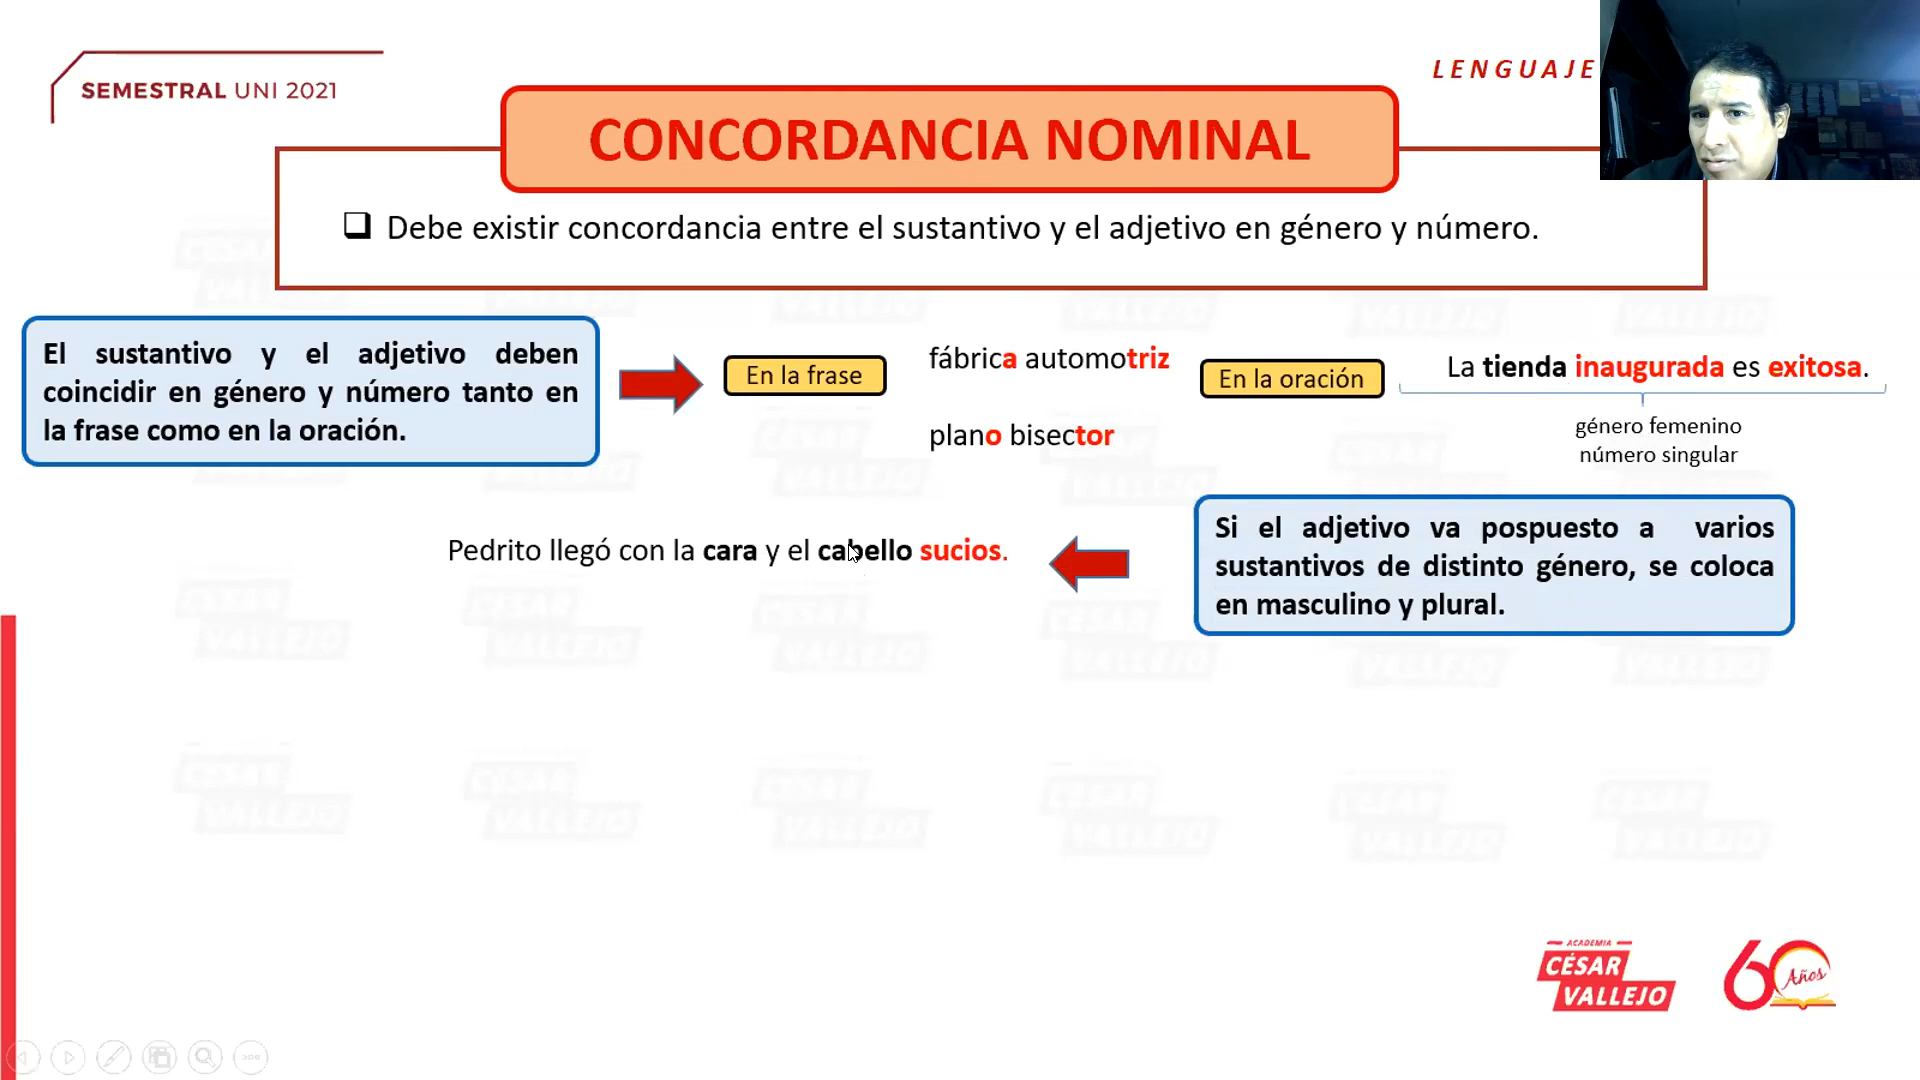 SEMESTRAL UNI 2021
LENGUAJE
CONCORDANCIA NOMINAL
❑ Debe existir concordancia entre el sustantivo y el adjetivo en género y número.
El sustantivo y el adjetivo deben
coincidir en género y número tanto en
la frase como en la oración.
En la frase
fábrica automotriz
plano bisector
En la oración
La tienda inaugurada es exitosa.
género femenino
número singular
Pedrito llegó con la cara y el cabello sucios.
Si el adjetivo va pospuesto a varios
sustantivos de distinto género, se coloca
en masculino y plural.
ACADEMIA
CÉSAR
VALLEJO
60
Años